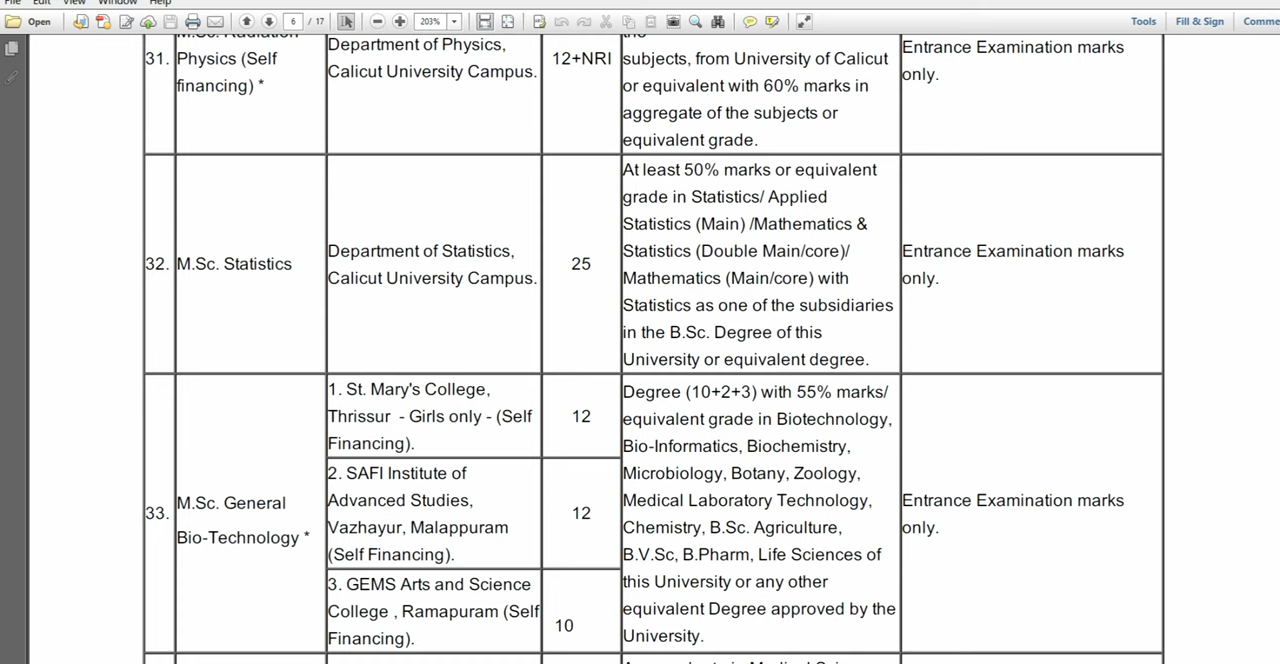 File Edit View Window Help
Open 6 / 17 203% Tools Fill & Sign
31.
M.Sc. Radiation
Physics (Self
financing) *
Department of Physics,
Calicut University Campus.
12+NRI
the
subjects, from University of Calicut
or equivalent with 60% marks in
aggregate of the subjects or
equivalent grade.
Entrance Examination marks
only.
32.
M.Sc. Statistics
Department of Statistics,
Calicut University Campus.
25
At least 50% marks or equivalent
grade in Statistics/ Applied
Statistics (Main) /Mathematics &
Statistics (Double Main/core)/
Mathematics (Main/core) with
Statistics as one of the subsidiaries
in the B.Sc. Degree of this
University or equivalent degree.
Entrance Examination marks
only.
33.
M.Sc. General
Bio-Technology *
1. St. Mary's College,
Thrissur - Girls only - (Self
Financing).
12
2. SAFI Institute of
Advanced Studies,
Vazhayur, Malappuram
(Self Financing).
12
3. GEMS Arts and Science
College , Ramapuram (Self
Financing).
10
Degree (10+2+3) with 55% marks/
equivalent grade in Biotechnology,
Bio-Informatics, Biochemistry,
Microbiology, Botany, Zoology,
Medical Laboratory Technology,
Chemistry, B.Sc. Agriculture,
B.V.Sc, B.Pharm, Life Sciences of
this University or any other
equivalent Degree approved by the
University.
Entrance Examination marks
only.